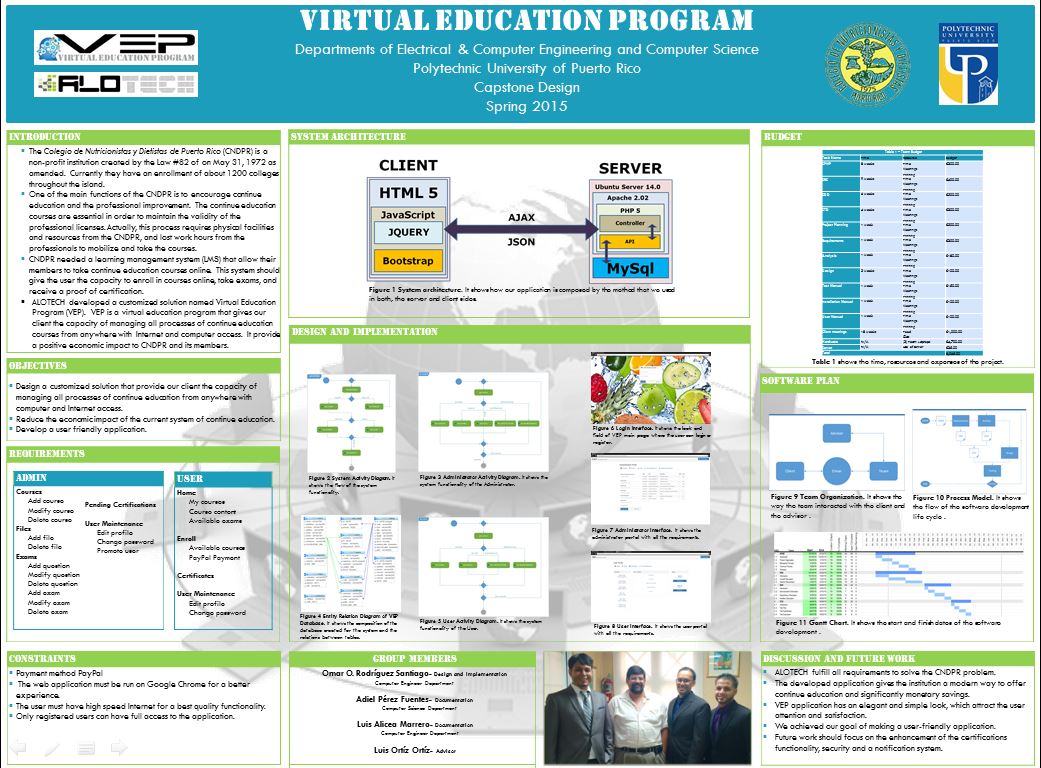 VIRTUAL EDUCATION PROGRAM
Departments of Electrical & Computer Engineering and Computer Science
Polytechnic University of Puerto Rico
Capstone Design
Spring 2015
VEP
VIRTUAL EDUCATION PROGRAM
ALOTECH
1975
POLYTECHNIC
UNIVERSITY
INTRODUCTION
The Colegio de Nutricionistas y Dietistas de Puerto Rico (CNDPR) is a
non-profit institution created by the Law #82 of on May 31, 1972 as
amended. Currently they have an enrollment of about 1200 colleges
throughout the island.
One of the main functions of the CNDPR is to encourage continue
education and the professional improvement. The continue education
courses are essential in order to maintain the validity of the
professional licenses. Actually, this process requires physical facilities
and resources from the CNDPR, and lost work hours from the
professionals to mobilize and take the courses.
CNDPR needed a learning management system (LMS) that allow their
members to take continue education courses online. This system should
give the user the capacity to enroll in courses online, take exams, and
receive a proof of certification.
ALOTECH developed a customized solution named Virtual Education
Program (VEP). VEP is a virtual education program that gives our
client the capacity of managing all processes of continue education
courses from anywhere with Internet and computer access. It provide
a positive economic impact to CNDPR and its members.
OBJECTIVES
Design a customized solution that provide our client the capacity of
managing all processes of continue education from anywhere with
computer and Internet access.
Reduce the economic impact of the current system of continue education.
Develop a user friendly application.
REQUIREMENTS
ADMIN
Courses
Add course
Modify course
Delete course
Files
Add file
Delete file
Exams
Add question
Modify question
Delete question
Add exam
Modify exam
Delete exam
Pending Certifications
User Maintenance
Edit profile
Change password
Promote user
USER
Home
My courses
Course content
Available exams
Enroll
Available courses
PayPal Payment
Certificates
User Maintenance
Edit profile
Change password
CONSTRAINTS
Payment method PayPal
The web application must be run on Google Chrome for a better
experience.
The user must have high speed Internet for a best quality functionality.
Only registered users can have full access to the application.
SYSTEM ARCHITECTURE
CLIENT
HTML 5
JavaScript
JQUERY
Bootstrap
AJAX
JSON
SERVER
Ubuntu Server 14.0
Apache 2.02
PHP 5
Controller
API
MySql
Figure 1 System architecture. It shows how our application is composed by the method that we used
in both, the server and client sides.
DESIGN AND IMPLEMENTATION
Figure 2 System Activity Diagram. It
shows the flow of the system
functionality.
Figure 3 Administrator Activity Diagram. It shows the
system functionality of the Administrator.
Figure 4 Entity Relation Diagram of VEP
Database. It shows the composition of the
database created for the system and the
relations between tables.
Figure 5 User Activity Diagram. It shows the system
functionality of the User.
Figure 6 Login Interface. It shows the look and
field of VEP main page where the user can login or
register.
Figure 7 Administrator Interface. It shows the
administrator portal with all the requirements.
Figure 8 User Interface. It shows the user portal
with all the requirements.
GROUP MEMBERS
Omar O. Rodríguez Santiago- Design and Implementation
Computer Engineer Department
Adiel Pérez Fuentes- Documentation
Computer Science Department
Luis Alicea Marrero- Documentation
Computer Engineer Department
Luis Ortíz Ortíz- Advisor
BUDGET
Table 1 - Team Budget
Table 1 shows the time, resources and expenses of the project.
SOFTWARE PLAN
Advisor
Client
Omar
Team
Figure 9 Team Organization. It shows the
way the team interacted with the client and
the advisor .
Figure 10 Process Model. It shows
the flow of the software development
life cycle .
Figure 11 Gantt Chart. It shows the start and finish dates of the software
development .
DISCUSSION AND FUTURE WORK
ALOTECH fulfill all requirements to solve the CNDPR problem.
The developed application gives the institution a modern way to offer
continue education and significantly monetary savings.
VEP application has an elegant and simple look, which attract the user
attention and satisfaction.
We achieved our goal of making a user-friendly application.
Future work should focus on the enhancement of the certifications
functionality, security and a notification system.